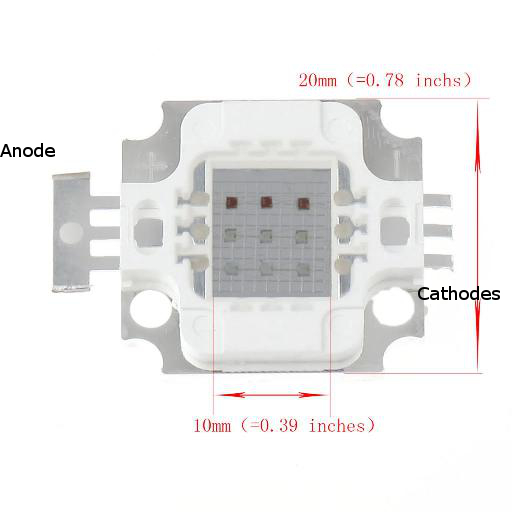 20mm (=0.78 inchs)
Anode
+
−
Cathodes
10mm (=0.39 inches)